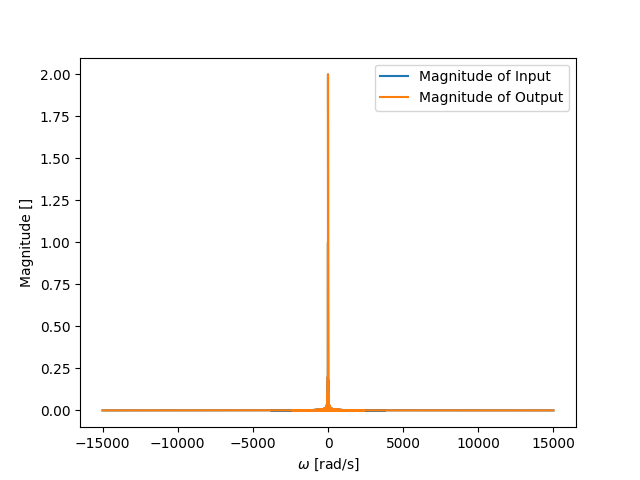 Magnitude of Input
Magnitude of Output
2.00
1.75
1.50
1.25
1.00
0.75
0.50
0.25
0.00
Magnitude []
−15000 −10000 −5000 0 5000 10000 15000
ω [rad/s]